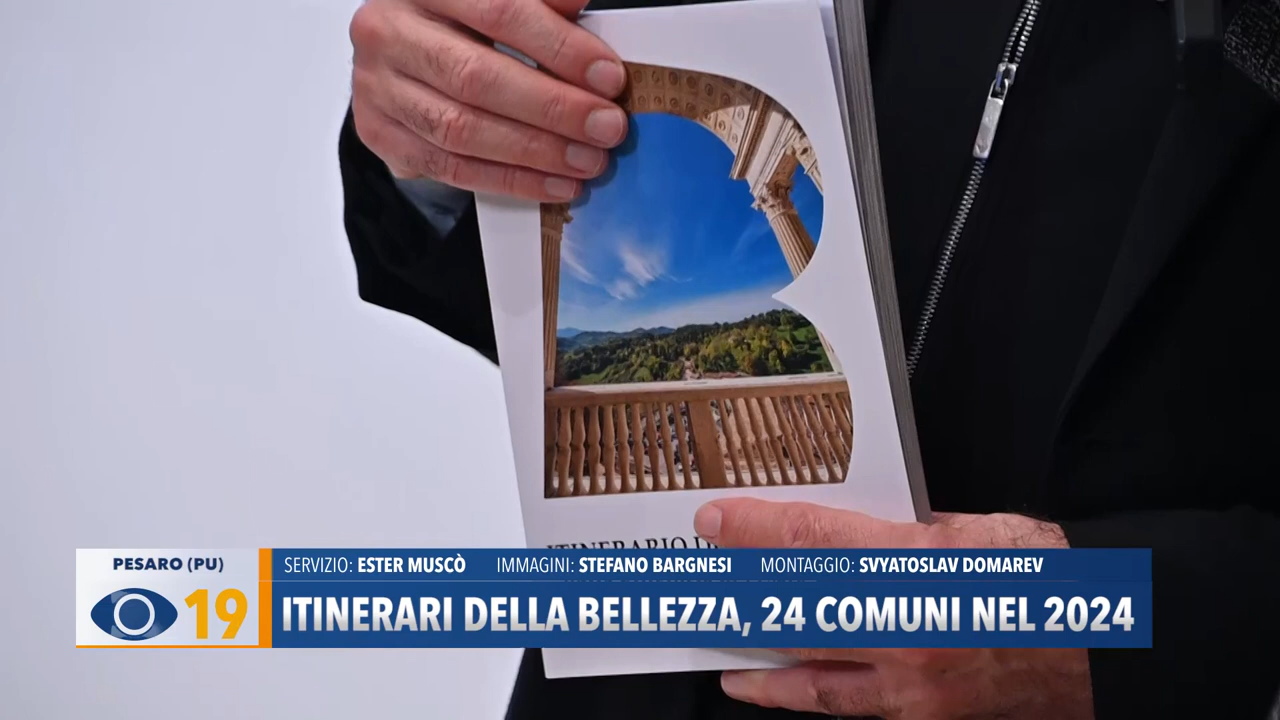 ITINERARIO
PESARO (PU)
SERVIZIO: ESTER MUSCÒ IMMAGINI: STEFANO BARGNESI MONTAGGIO: SVYATOSLAV DOMAREV
19
ITINERARI DELLA BELLEZZA, 24 COMUNI NEL 2024